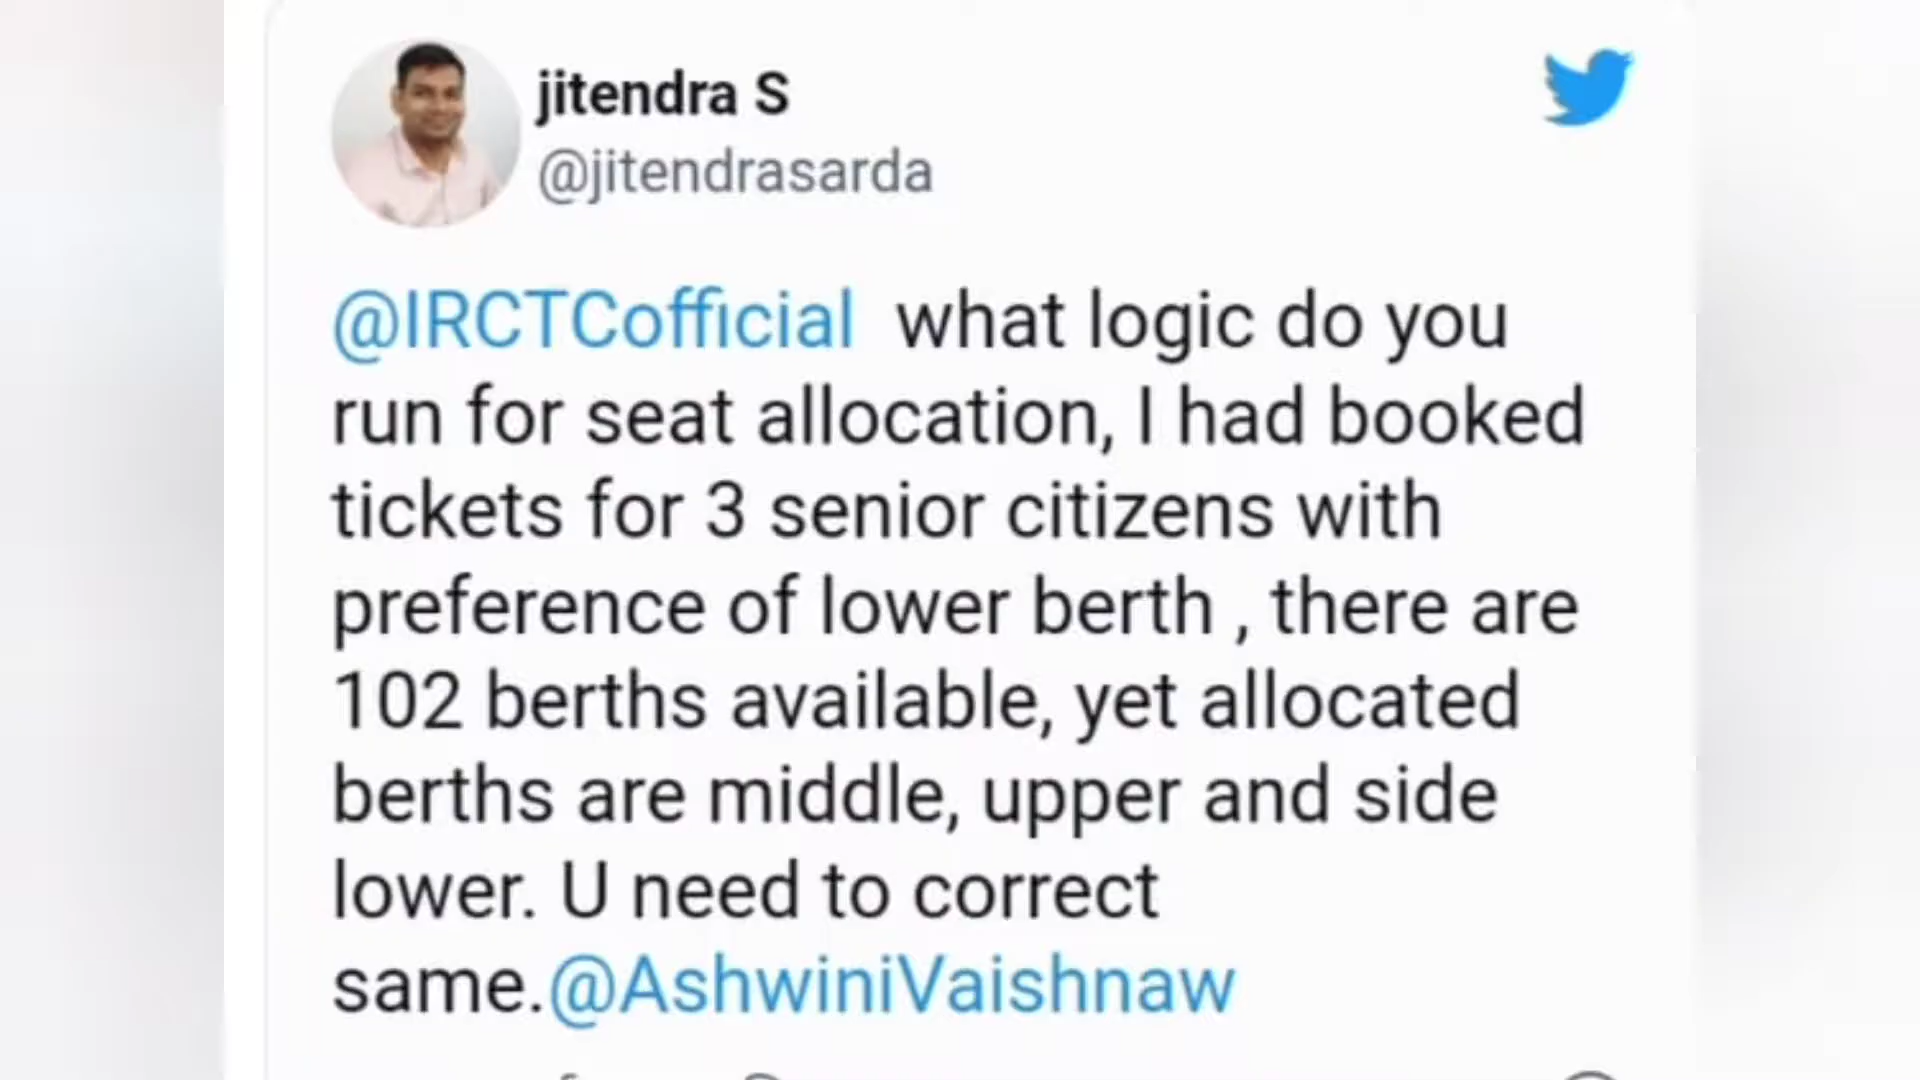 jitendra S
@jitendrasarda
@IRCTCofficial what logic do you
run for seat allocation, I had booked
tickets for 3 senior citizens with
preference of lower berth , there are
102 berths available, yet allocated
berths are middle, upper and side
lower. U need to correct
same.@AshwiniVaishnaw